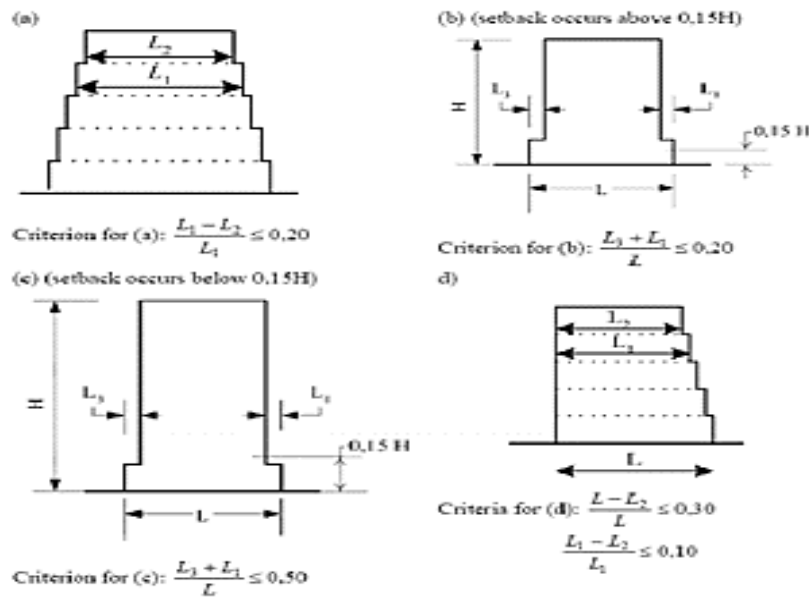 (a)
L₂
L₁
Criterion for (a): (L₁ − L₂)/L₁ ≤ 0,20
(b) (setback occurs above 0,15H)
H
L₃
L₁
0,15 H
L
Criterion for (b): (L₃ + L₁)/L ≤ 0,20
(c) (setback occurs below 0,15H)
H
L₃
L₁
0,15 H
L
Criterion for (c): (L₃ + L₁)/L ≤ 0,50
d)
L₂
L₁
L
Criteria for (d): (L − L₂)/L ≤ 0,30
(L₁ − L₂)/L₁ ≤ 0,10